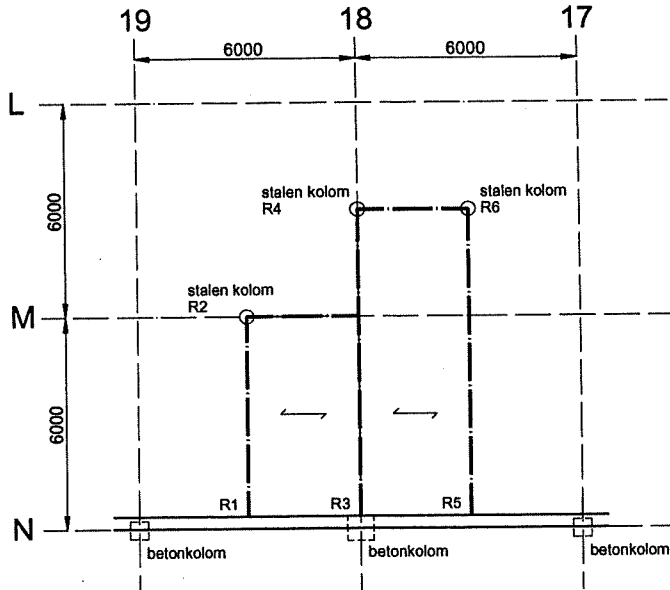 19 18 17
6000 6000
L
stalen kolom
R4
stalen kolom
R6
6000
stalen kolom
R2
M
6000
R1 R3 R5
N
betonkolom betonkolom betonkolom